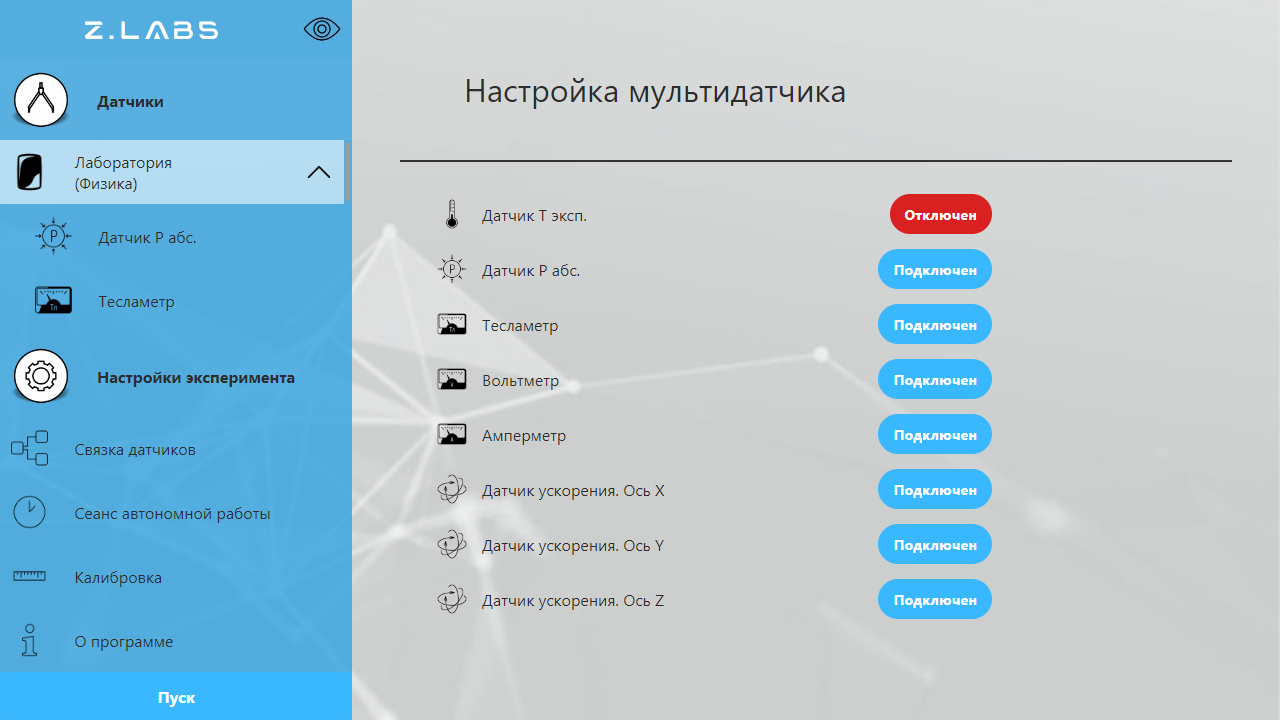 Z.LABS
Датчики
Лаборатория
(Физика)
Датчик P абс.
Тл
Тесламетр
Настройки эксперимента
Связка датчиков
Сеанс автономной работы
Калибровка
О программе
Пуск
Настройка мультидатчика
Датчик T эксп.
Отключен
Датчик P абс.
Подключен
Тл
Тесламетр
Подключен
Вольтметр
Подключен
Амперметр
Подключен
Датчик ускорения. Ось X
Подключен
Датчик ускорения. Ось Y
Подключен
Датчик ускорения. Ось Z
Подключен